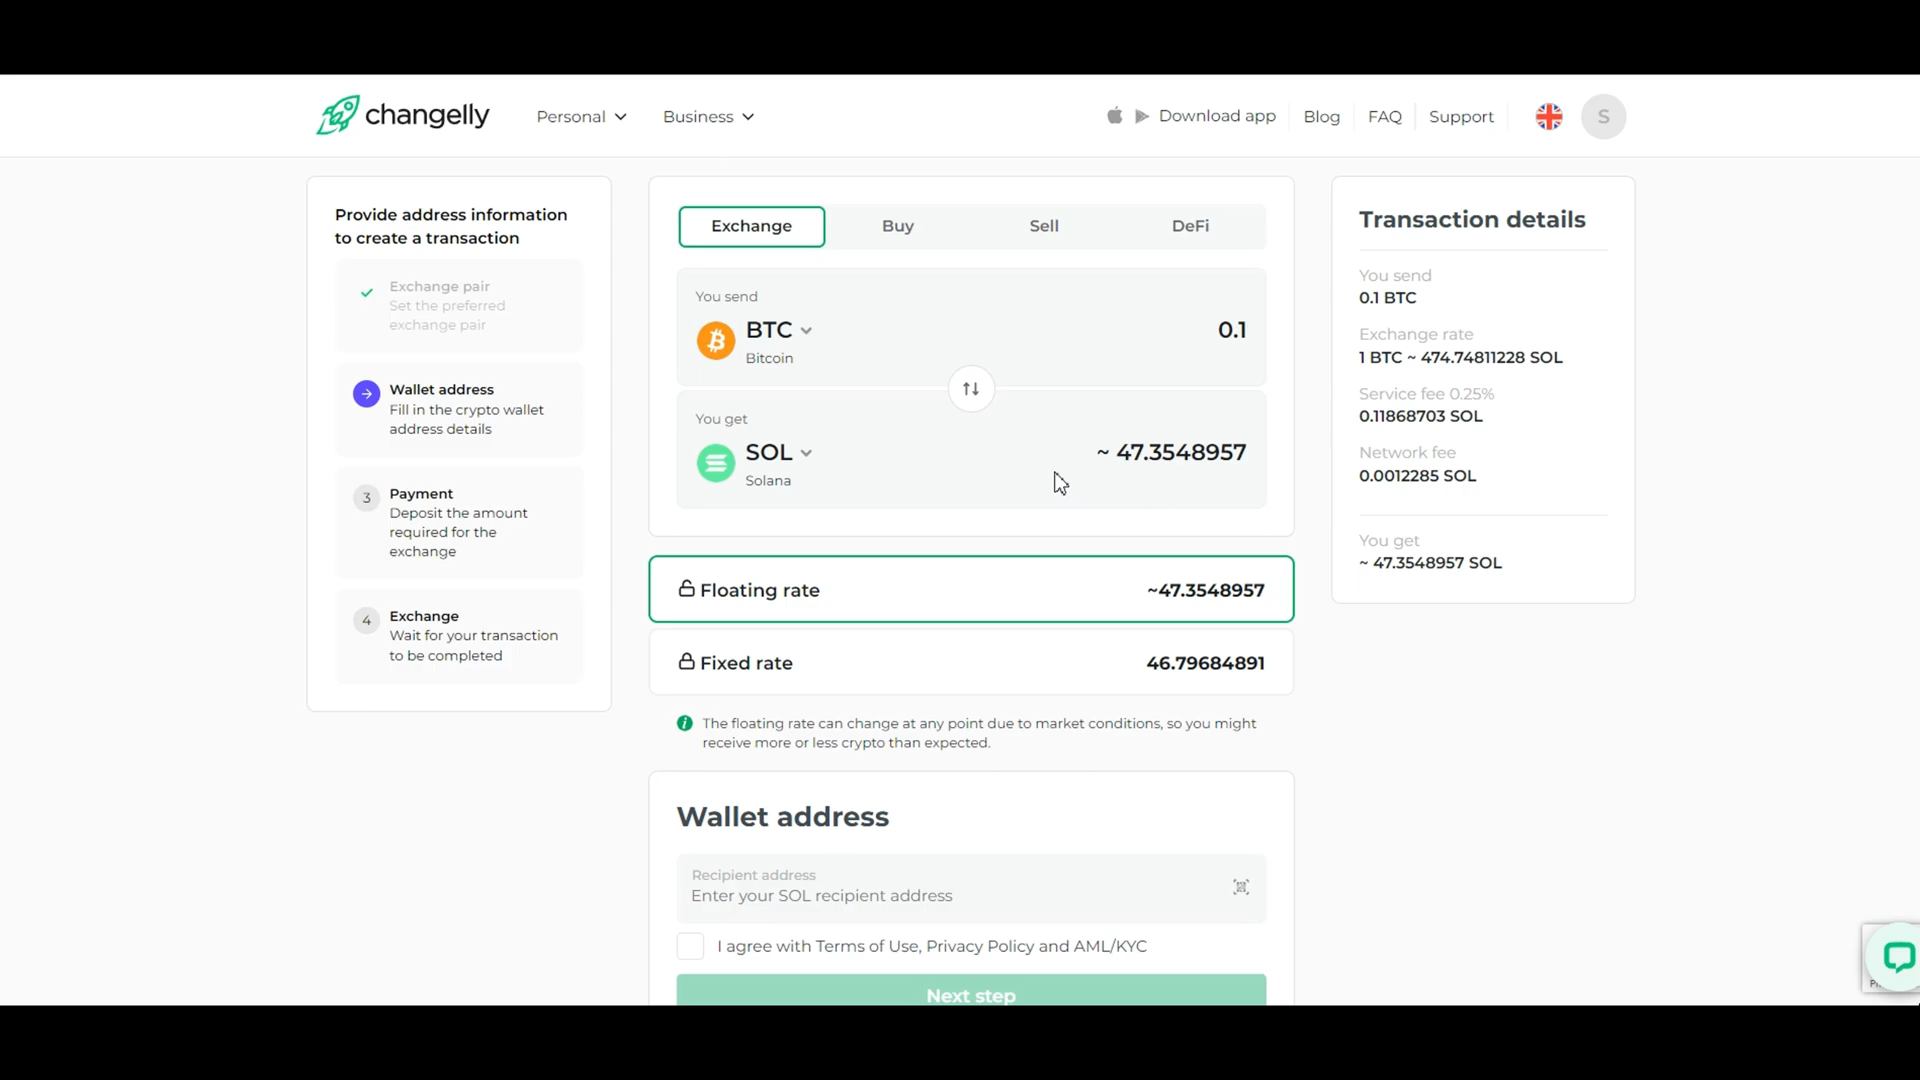 changelly
Personal
Business
Download app
Blog
FAQ
Support
S
Provide address information
to create a transaction
Exchange pair
Set the preferred
exchange pair
Wallet address
Fill in the crypto wallet
address details
3
Payment
Deposit the amount
required for the
exchange
4
Exchange
Wait for your transaction
to be completed
Exchange
Buy
Sell
DeFi
You send
BTC
0.1
Bitcoin
You get
SOL
~ 47.3548957
Solana
Floating rate
~47.3548957
Fixed rate
46.79684891
The floating rate can change at any point due to market conditions, so you might
receive more or less crypto than expected.
Wallet address
Recipient address
Enter your SOL recipient address
I agree with Terms of Use, Privacy Policy and AML/KYC
Next step
Transaction details
You send
0.1 BTC
Exchange rate
1 BTC ~ 474.74811228 SOL
Service fee 0.25%
0.11868703 SOL
Network fee
0.0012285 SOL
You get
~ 47.3548957 SOL